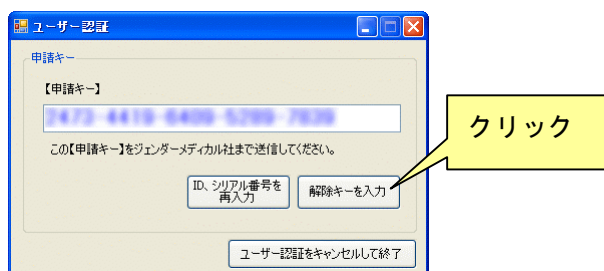 ユーザー認証
申請キー
【申請キー】
この【申請キー】をジェンダーメディカル社まで送信してください。
ID、シリアル番号を
再入力
解除キーを入力
ユーザー認証をキャンセルして終了
クリック